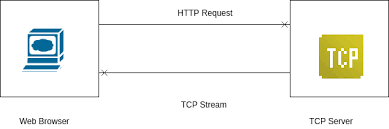 HTTP Request
TCP
TCP Stream
Web Browser
TCP Server